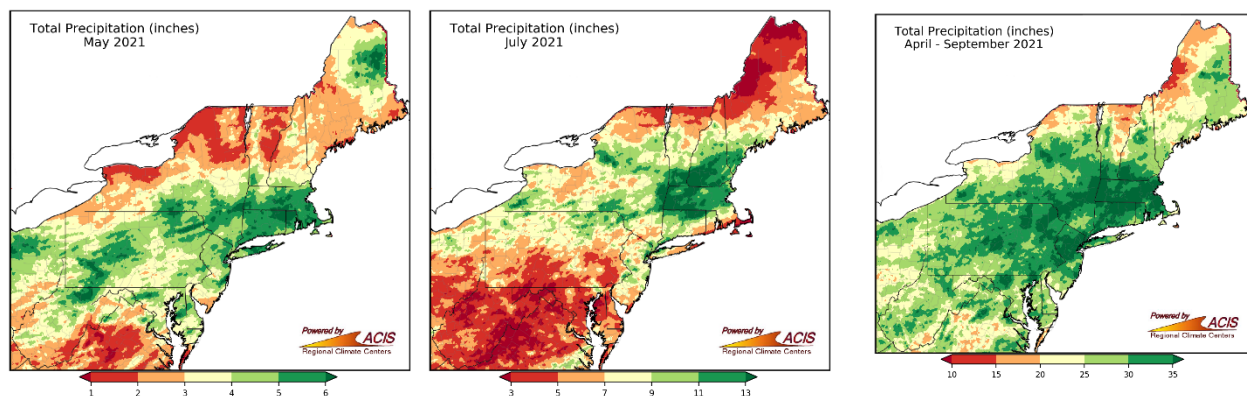 Total Precipitation (inches)
May 2021
Powered by
ACIS
Regional Climate Centers
1 2 3 4 5 6
Total Precipitation (inches)
July 2021
Powered by
ACIS
Regional Climate Centers
3 5 7 9 11 13
Total Precipitation (inches)
April - September 2021
Powered by
ACIS
Regional Climate Centers
10 15 20 25 30 35